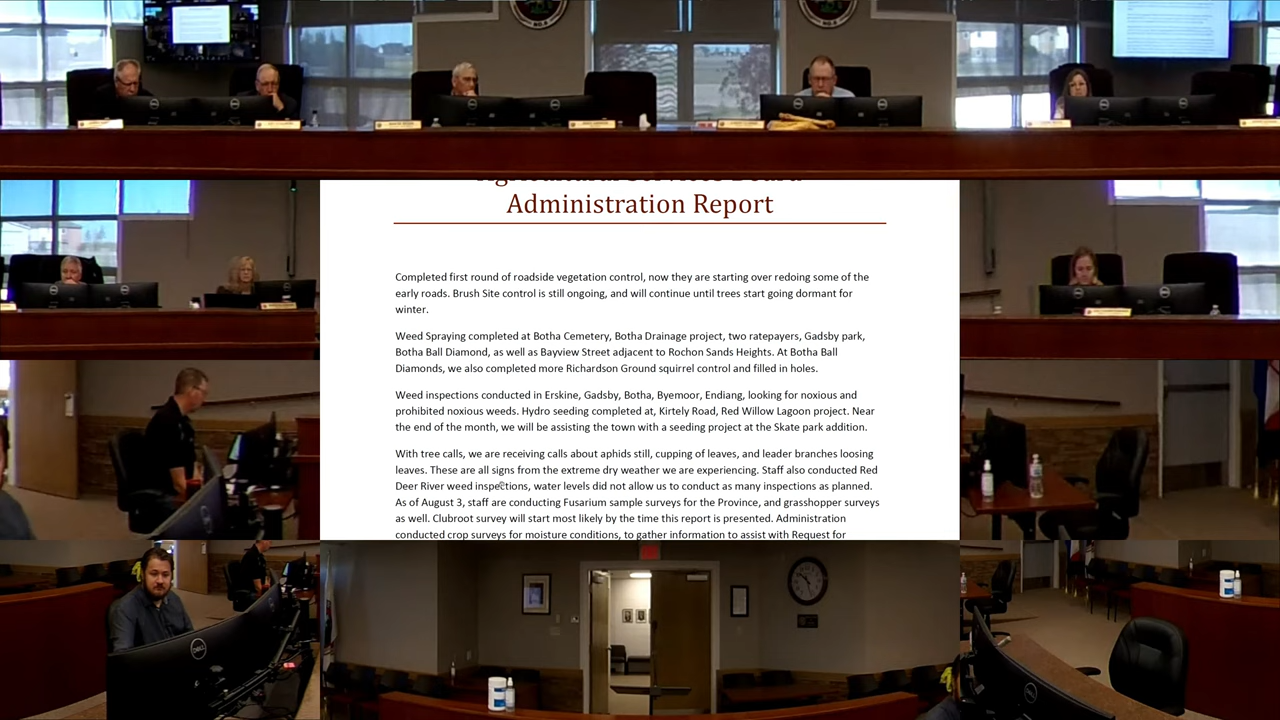 NO. 6
Agricultural Services Board
Administration Report
Completed first round of roadside vegetation control, now they are starting over redoing some of the
early roads. Brush Site control is still ongoing, and will continue until trees start going dormant for
winter.
Weed Spraying completed at Botha Cemetery, Botha Drainage project, two ratepayers, Gadsby park,
Botha Ball Diamond, as well as Bayview Street adjacent to Rochon Sands Heights. At Botha Ball
Diamonds, we also completed more Richardson Ground squirrel control and filled in holes.
Weed inspections conducted in Erskine, Gadsby, Botha, Byemoor, Endiang, looking for noxious and
prohibited noxious weeds. Hydro seeding completed at, Kirtely Road, Red Willow Lagoon project. Near
the end of the month, we will be assisting the town with a seeding project at the Skate park addition.
With tree calls, we are receiving calls about aphids still, cupping of leaves, and leader branches loosing
leaves. These are all signs from the extreme dry weather we are experiencing. Staff also conducted Red
Deer River weed inspections, water levels did not allow us to conduct as many inspections as planned.
As of August 3, staff are conducting Fusarium sample surveys for the Province, and grasshopper surveys
as well. Clubroot survey will start most likely by the time this report is presented. Administration
conducted crop surveys for moisture conditions, to gather information to assist with Request for
DELL
DELL